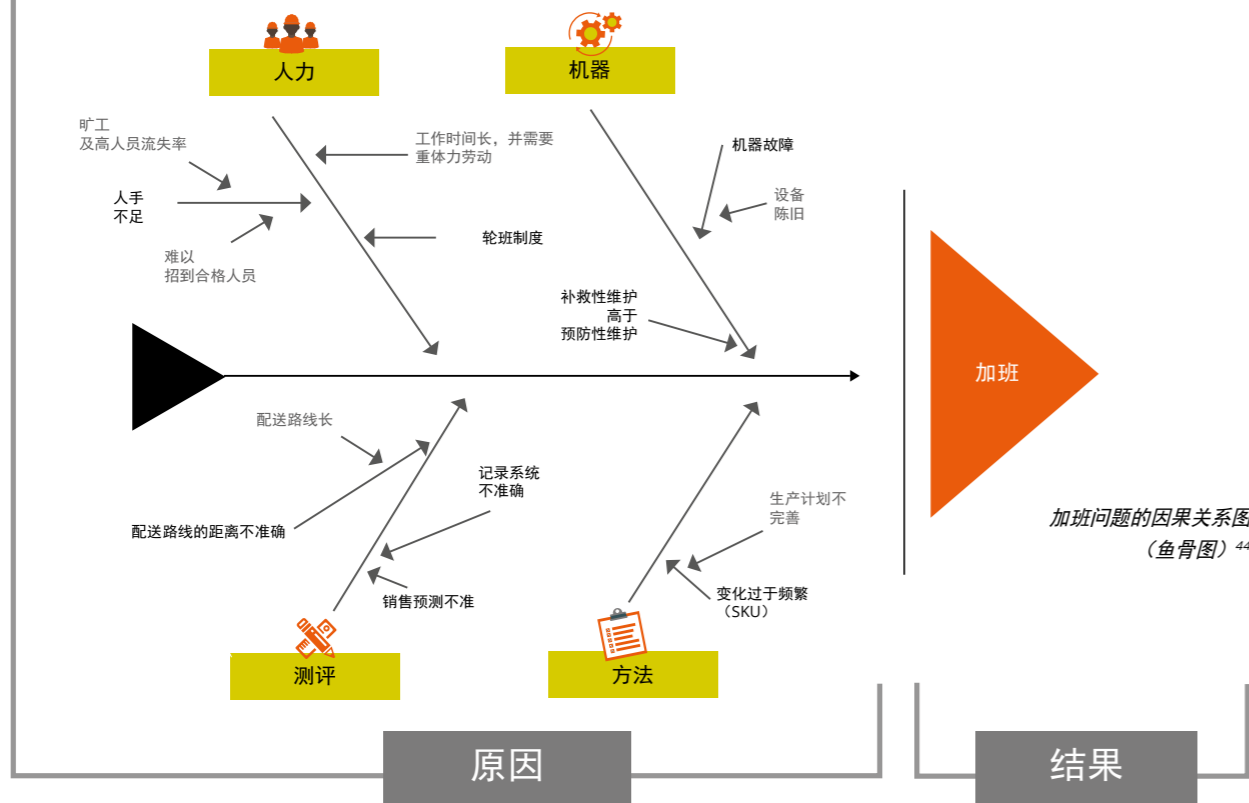 人力
机器
旷工
及高人员流失率
工作时间长，并需要
重体力劳动
机器故障
人手
不足
设备
陈旧
轮班制度
难以
招到合格人员
补救性维护
高于
预防性维护
加班
配送路线长
记录系统
不准确
配送路线的距离不准确
生产计划不
完善
销售预测不准
变化过于频繁
（SKU）
加班问题的因果关系图
（鱼骨图）44
测评
方法
原因
结果